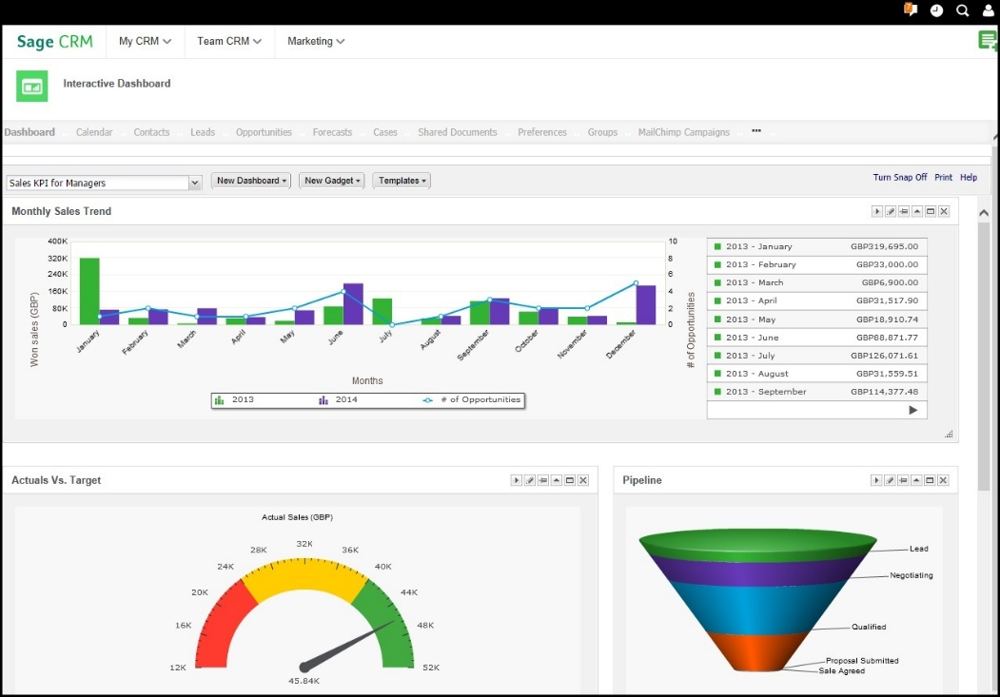 7
Sage CRM
My CRM
Team CRM
Marketing
Interactive Dashboard
Dashboard Calendar Contacts Leads Opportunities Forecasts Cases Shared Documents Preferences Groups MailChimp Campaigns ...
Sales KPI for Managers
New Dashboard
New Gadget
Templates
Turn Snap Off Print Help
Monthly Sales Trend
Won sales (GBP)
400K
320K
240K
160K
80K
0
10
8
6
4
2
0
# of Opportunities
January
February
March
April
May
June
July
August
September
October
November
December
Months
2013
2014
# of Opportunities
2013 - January GBP319,695.00
2013 - February GBP33,000.00
2013 - March GBP6,900.00
2013 - April GBP31,517.90
2013 - May GBP18,910.74
2013 - June GBP88,871.77
2013 - July GBP126,071.61
2013 - August GBP31,559.51
2013 - September GBP114,377.48
Actuals Vs. Target
Actual Sales (GBP)
12K
16K
20K
24K
28K
32K
36K
40K
44K
48K
52K
45.84K
Pipeline
Lead
Negotiating
Qualified
Proposal Submitted
Sale Agreed